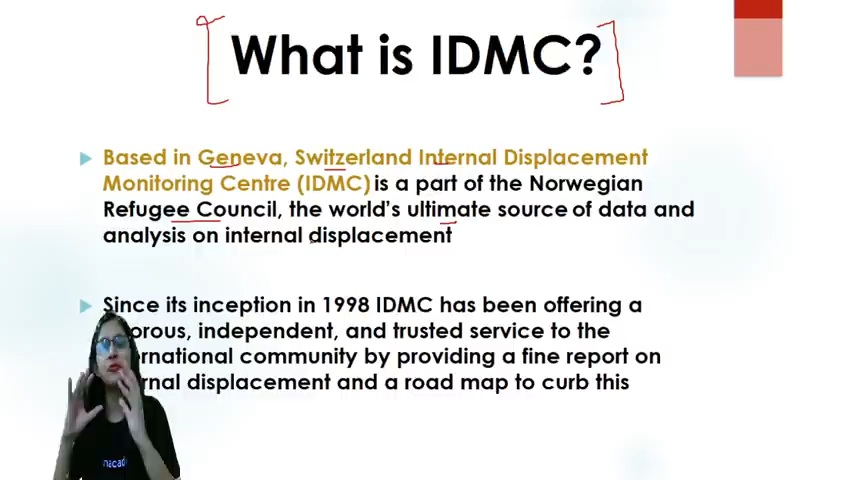 What is IDMC?
Based in Geneva, Switzerland Internal Displacement
Monitoring Centre (IDMC) is a part of the Norwegian
Refugee Council, the world's ultimate source of data and
analysis on internal displacement
Since its inception in 1998 IDMC has been offering a
independent, and trusted service to the
community by providing a fine report on
displacement and a road map to curb this